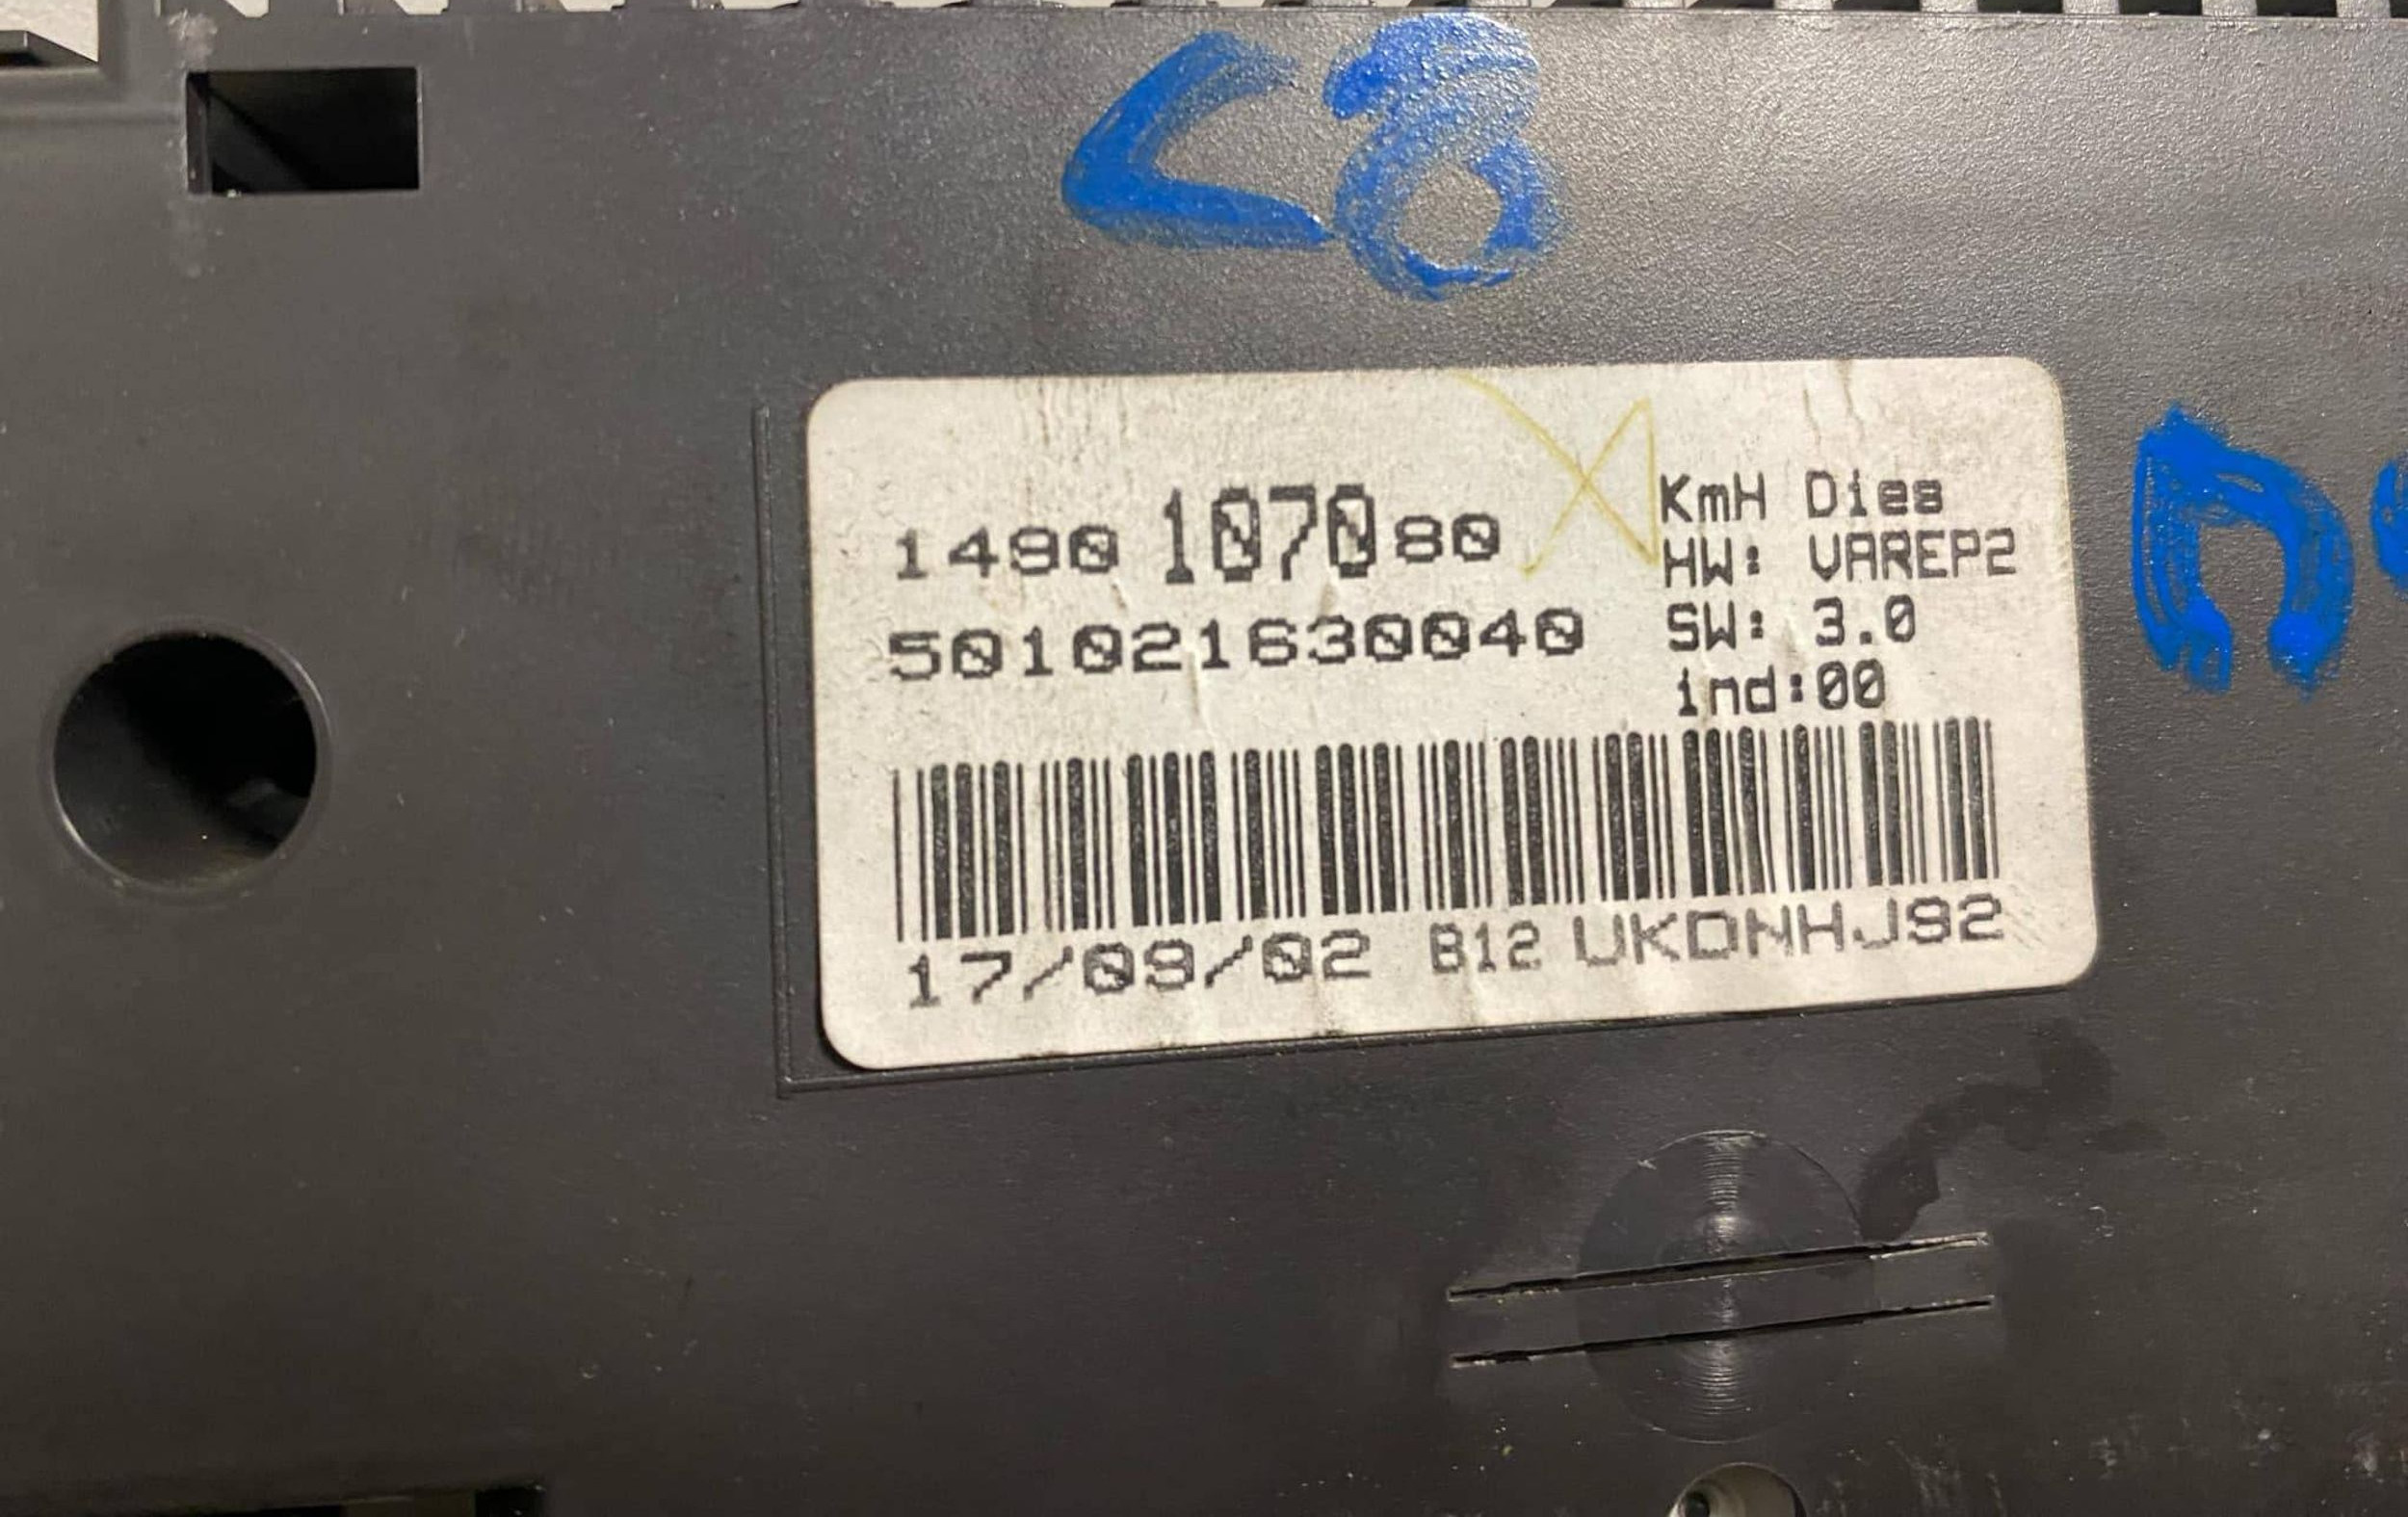 C8
1490 1070 80
501021630040
KmH Dies
HW: VAREP2
SW: 3.0
ind:00
17/09/02 B12 UKDNHJ92